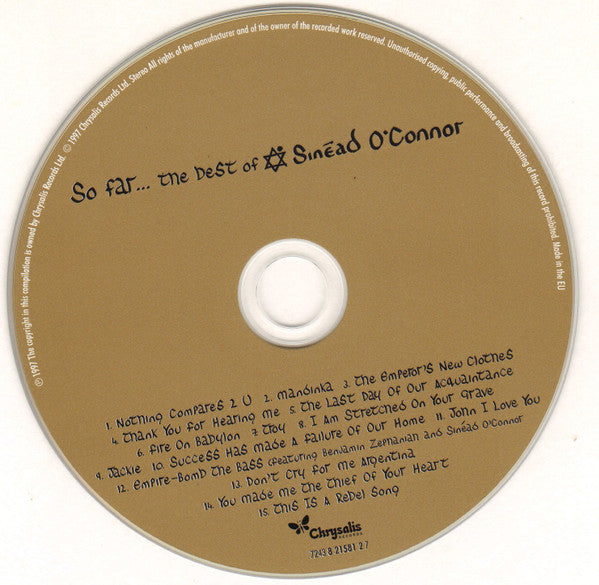 ℗ 1997 The copyright in this compilation is owned by Chrysalis Records Ltd. © 1997 Chrysalis Records Ltd. Stereo All rights of the manufacturer and of the owner of the recorded work reserved. Unauthorised copying, public performance and broadcasting of this record prohibited. Made in the EU
So far... the best of Sinéad O'Connor
1. Nothing Compares 2 U 2. Mandinka 3. The Emperor's New Clothes
4. Thank You for Hearing Me 5. The Last Day Of Our Acquaintance
6. Fire On Babylon 7. Troy 8. I Am Stretched On Your Grave
9. Jackie 10. Success Has Made A Failure Of Our Home 11. John I Love You
12. Empire-Bomb The Bass (featuring Benjamin Zephaniah and Sinéad O'Connor
13. Don't Cry for Me Argentina
14. You Made Me The Thief Of Your Heart
15. This IS A Rebel Song
Chrysalis
RECORDS
7243 8 21581 2 7